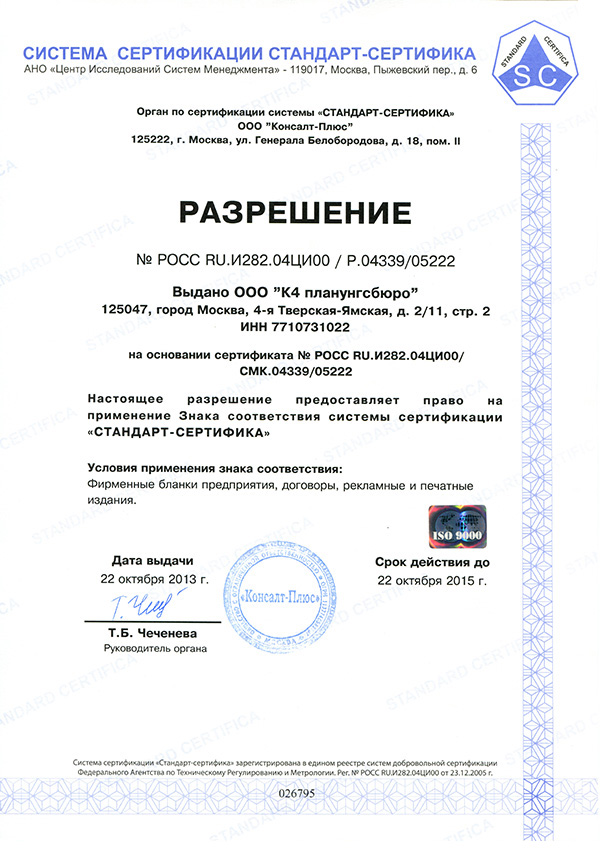 СИСТЕМА СЕРТИФИКАЦИИ СТАНДАРТ-СЕРТИФИКА
АНО «Центр Исследований Систем Менеджмента» - 119017, Москва, Пыжевский пер., д. 6
STANDARD CERTIFICA
SC
Орган по сертификации системы «СТАНДАРТ-СЕРТИФИКА»
ООО "Консалт-Плюс"
125222, г. Москва, ул. Генерала Белобородова, д. 18, пом. II
РАЗРЕШЕНИЕ
№ РОСС RU.И282.04ЦИ00 / Р.04339/05222
Выдано ООО "К4 планунгсбюро"
125047, город Москва, 4-я Тверская-Ямская, д. 2/11, стр. 2
ИНН 7710731022
на основании сертификата № РОСС RU.И282.04ЦИ00/
СМК.04339/05222
Настоящее разрешение предоставляет право на
применение Знака соответствия системы сертификации
«СТАНДАРТ-СЕРТИФИКА»
Условия применения знака соответствия:
Фирменные бланки предприятия, договоры, рекламные и печатные
издания.
ISO 9000
Дата выдачи
22 октября 2013 г.
Срок действия до
22 октября 2015 г.
«Консалт-Плюс»
Т.Б. Чеченева
Руководитель органа
Система сертификации «Стандарт-сертифика» зарегистрирована в едином реестре систем добровольной сертификации
Федерального Агентства по Техническому Регулированию и Метрологии. Рег. № РОСС RU.И282.04ЦИ00 от 23.12.2005 г.
026795